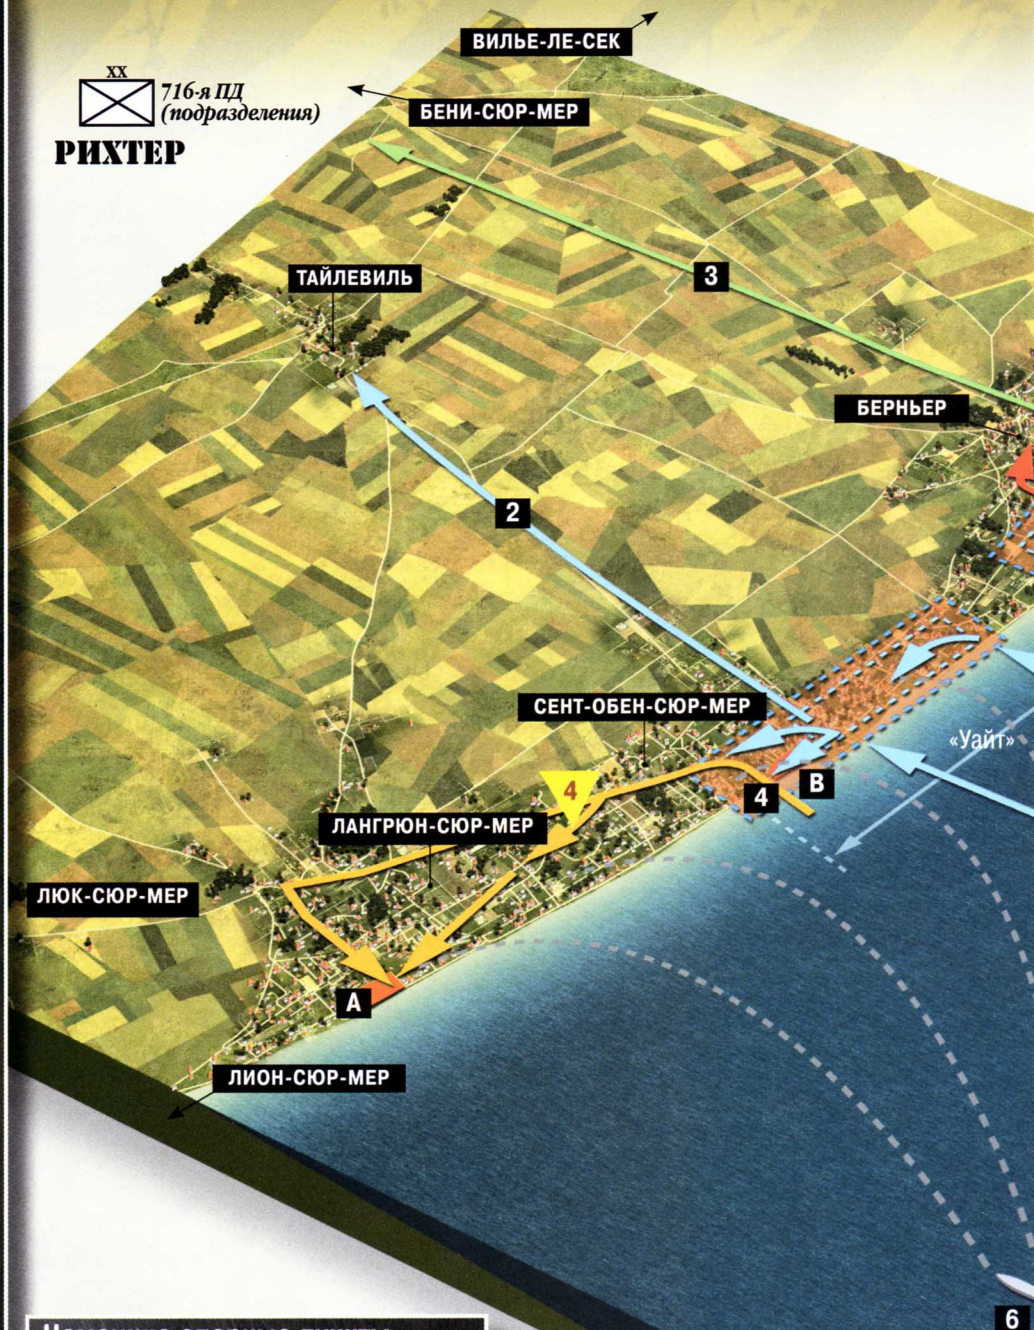 ВИЛЬЕ-ЛЕ-СЕК
XX
716-я ПД
(подразделения)
РИХТЕР
БЕНИ-СЮР-МЕР
ТАЙЛЕВИЛЬ
3
БЕРНЬЕР
2
СЕНТ-ОБЕН-СЮР-МЕР
«Уайт»
4
4
B
ЛАНГРЮН-СЮР-МЕР
ЛЮК-СЮР-МЕР
A
ЛИОН-СЮР-МЕР
6